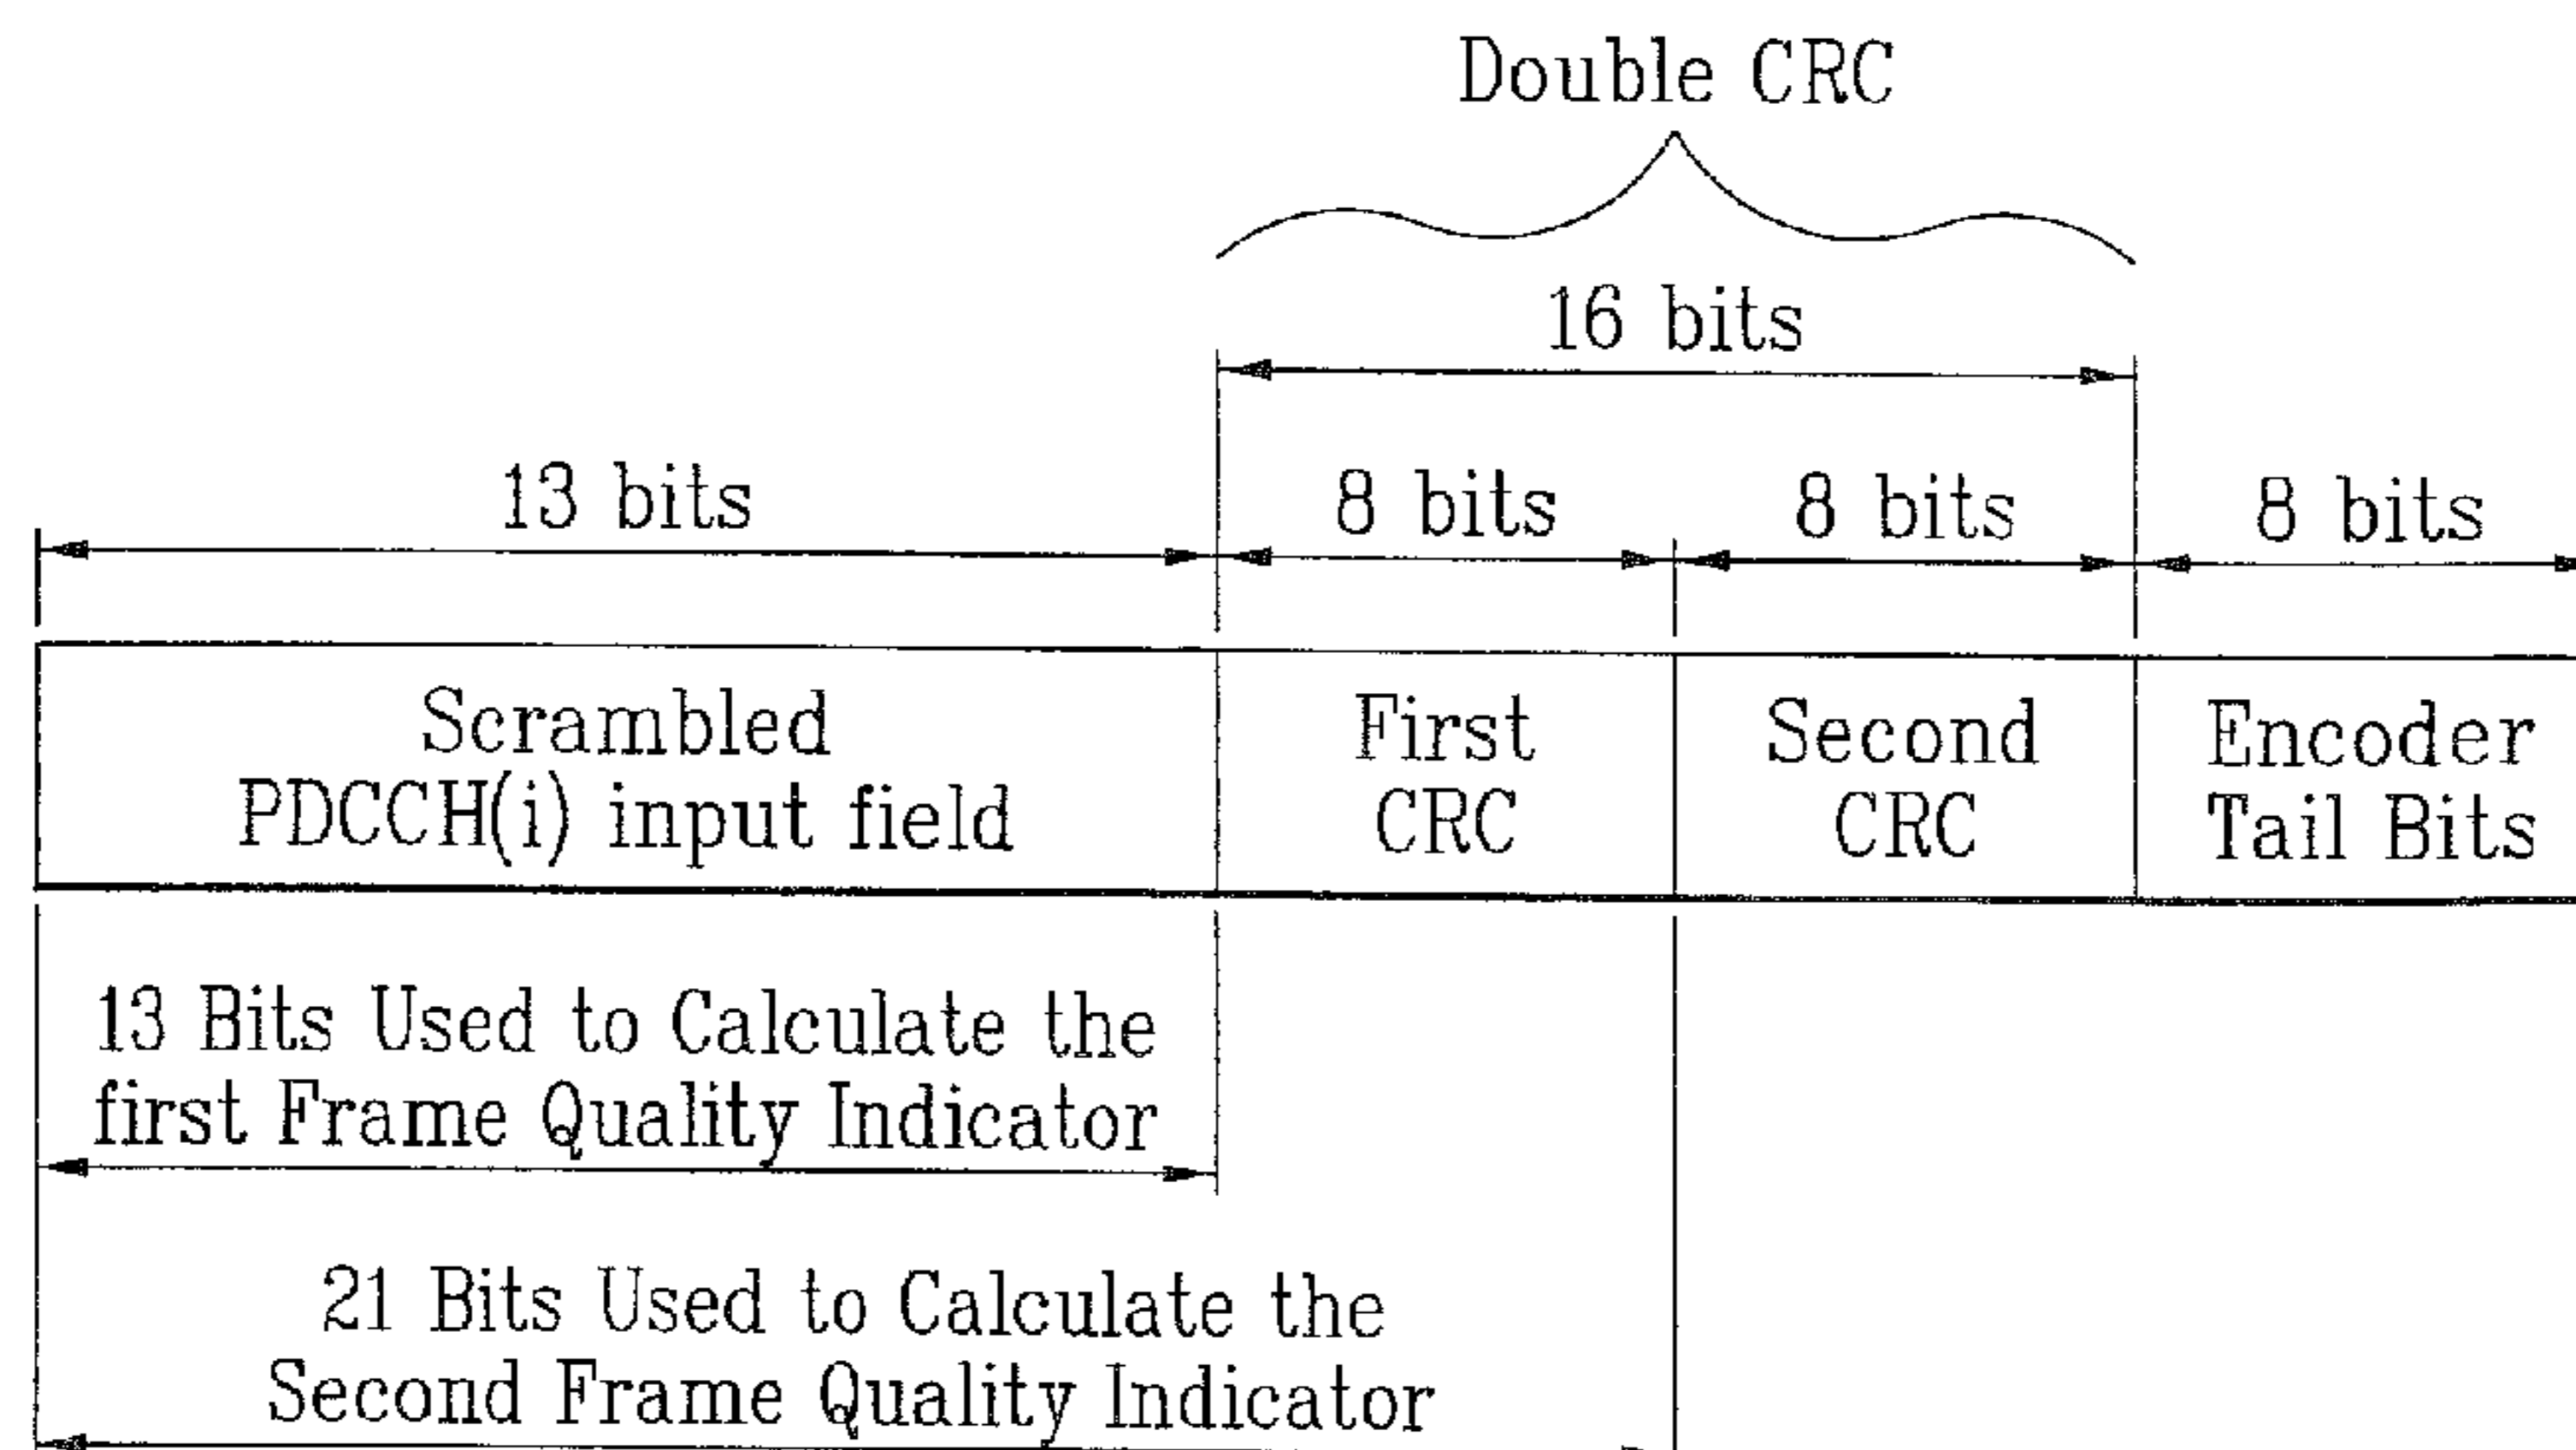 Double CRC
16 bits
13 bits
8 bits
8 bits
8 bits
Scrambled
PDCCH(i) input field
First
CRC
Second
CRC
Encoder
Tail Bits
13 Bits Used to Calculate the
first Frame Quality Indicator
21 Bits Used to Calculate the
Second Frame Quality Indicator